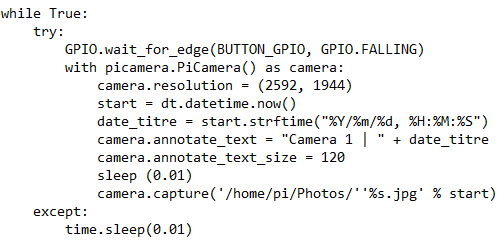 while True:
    try:
        GPIO.wait_for_edge(BUTTON_GPIO, GPIO.FALLING)
        with picamera.PiCamera() as camera:
            camera.resolution = (2592, 1944)
            start = dt.datetime.now()
            date_titre = start.strftime("%Y/%m/%d, %H:%M:%S")
            camera.annotate_text = "Camera 1 | " + date_titre
            camera.annotate_text_size = 120
            sleep (0.01)
            camera.capture('/home/pi/Photos/''%s.jpg' % start)
    except:
        time.sleep(0.01)